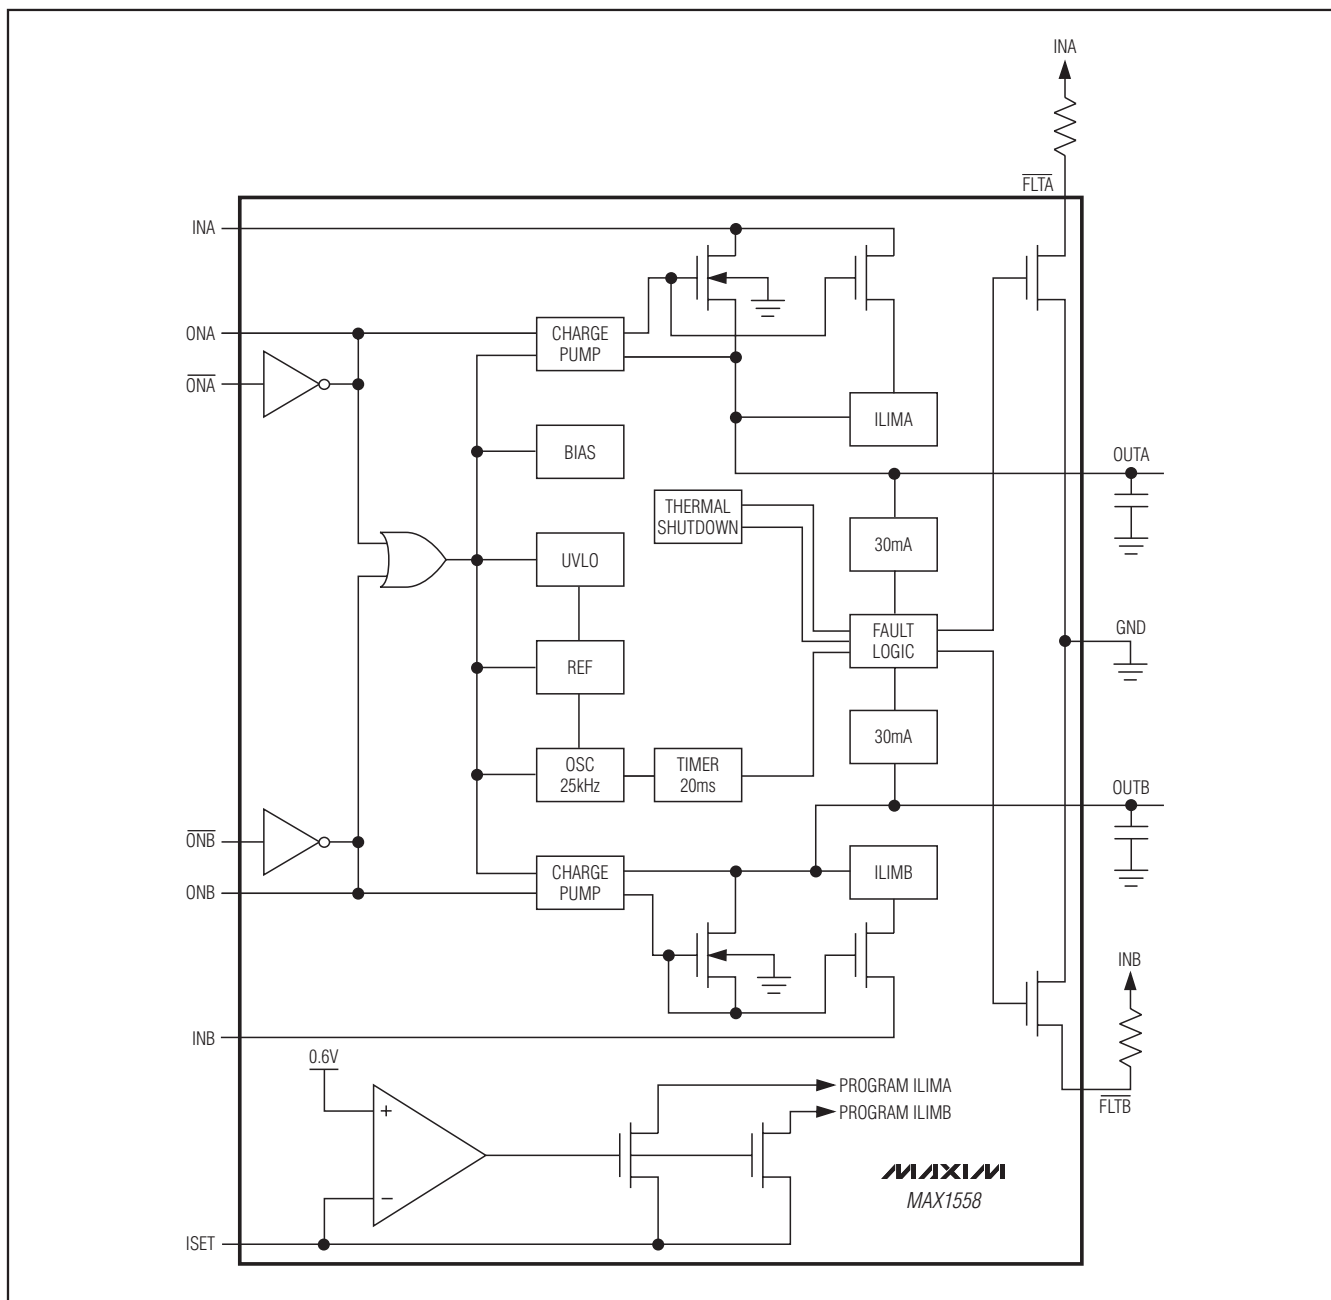 INA
FLTA
INA
ONA
CHARGE
PUMP
ONA
ILIMA
BIAS
OUTA
THERMAL
SHUTDOWN
30mA
UVLO
FAULT
LOGIC
GND
REF
30mA
OSC
25kHz
TIMER
20ms
OUTB
ONB
CHARGE
PUMP
ILIMB
ONB
INB
INB
0.6V
PROGRAM ILIMA
+
PROGRAM ILIMB
FLTB
MAXIM
−
MAX1558
ISET